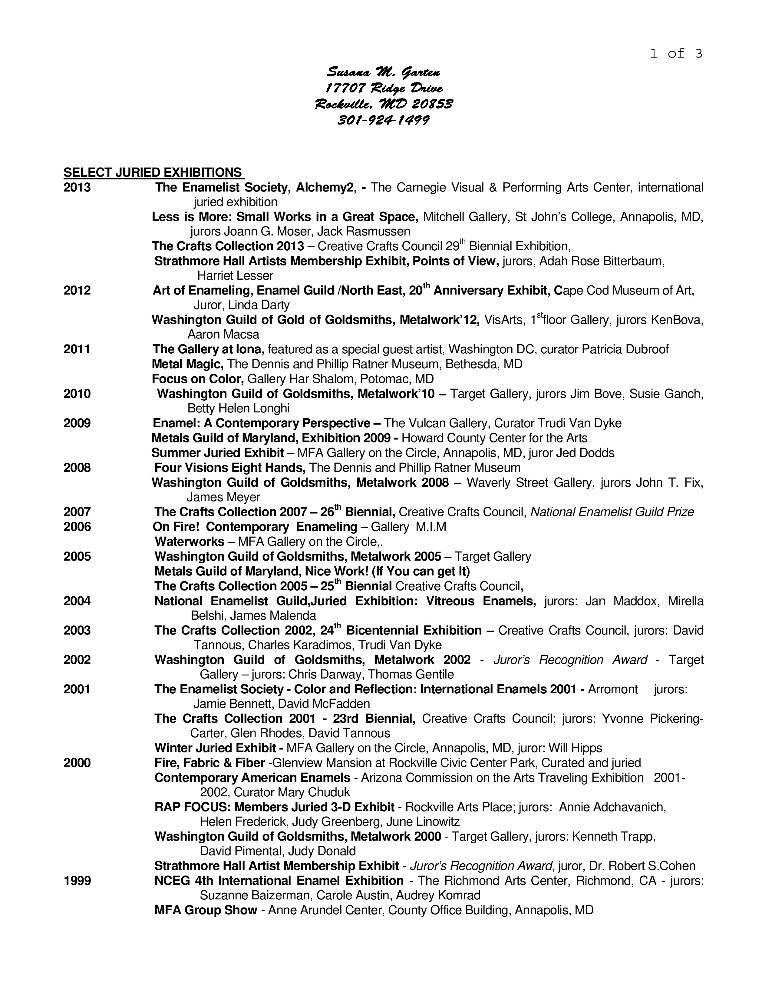 1 of 3
Susana M. Garten
17707 Ridge Drive
Rockville, MD 20853
301-924-1499
SELECT JURIED EXHIBITIONS
2013 The Enamelist Society, Alchemy2, - The Carnegie Visual & Performing Arts Center, international
juried exhibition
Less is More: Small Works in a Great Space, Mitchell Gallery, St John's College, Annapolis, MD,
jurors Joann G. Moser, Jack Rasmussen
The Crafts Collection 2013 – Creative Crafts Council 29th Biennial Exhibition,
Strathmore Hall Artists Membership Exhibit, Points of View, jurors, Adah Rose Bitterbaum,
Harriet Lesser
2012 Art of Enameling, Enamel Guild /North East, 20th Anniversary Exhibit, Cape Cod Museum of Art,
Juror, Linda Darty
Washington Guild of Gold of Goldsmiths, Metalwork'12, VisArts, 1stfloor Gallery, jurors KenBova,
Aaron Macsa
2011 The Gallery at Iona, featured as a special guest artist, Washington DC, curator Patricia Dubroof
Metal Magic, The Dennis and Phillip Ratner Museum, Bethesda, MD
Focus on Color, Gallery Har Shalom, Potomac, MD
2010 Washington Guild of Goldsmiths, Metalwork'10 – Target Gallery, jurors Jim Bove, Susie Ganch,
Betty Helen Longhi
2009 Enamel: A Contemporary Perspective – The Vulcan Gallery, Curator Trudi Van Dyke
Metals Guild of Maryland, Exhibition 2009 - Howard County Center for the Arts
Summer Juried Exhibit – MFA Gallery on the Circle, Annapolis, MD, juror Jed Dodds
2008 Four Visions Eight Hands, The Dennis and Phillip Ratner Museum
Washington Guild of Goldsmiths, Metalwork 2008 – Waverly Street Gallery, jurors John T. Fix,
James Meyer
2007 The Crafts Collection 2007 – 26th Biennial, Creative Crafts Council, National Enamelist Guild Prize
2006 On Fire! Contemporary Enameling – Gallery M.I.M
Waterworks – MFA Gallery on the Circle,.
2005 Washington Guild of Goldsmiths, Metalwork 2005 – Target Gallery
Metals Guild of Maryland, Nice Work! (If You can get It)
The Crafts Collection 2005 – 25th Biennial Creative Crafts Council,
2004 National Enamelist Guild,Juried Exhibition: Vitreous Enamels, jurors: Jan Maddox, Mirella
Belshi, James Malenda
2003 The Crafts Collection 2002, 24th Bicentennial Exhibition – Creative Crafts Council, jurors: David
Tannous, Charles Karadimos, Trudi Van Dyke
2002 Washington Guild of Goldsmiths, Metalwork 2002 - Juror's Recognition Award - Target
Gallery – jurors: Chris Darway, Thomas Gentile
2001 The Enamelist Society - Color and Reflection: International Enamels 2001 - Arromont jurors:
Jamie Bennett, David McFadden
The Crafts Collection 2001 - 23rd Biennial, Creative Crafts Council; jurors: Yvonne Pickering-
Carter, Glen Rhodes, David Tannous
Winter Juried Exhibit - MFA Gallery on the Circle, Annapolis, MD, juror: Will Hipps
2000 Fire, Fabric & Fiber -Glenview Mansion at Rockville Civic Center Park, Curated and juried
Contemporary American Enamels - Arizona Commission on the Arts Traveling Exhibition 2001-
2002, Curator Mary Chuduk
RAP FOCUS: Members Juried 3-D Exhibit - Rockville Arts Place; jurors: Annie Adchavanich,
Helen Frederick, Judy Greenberg, June Linowitz
Washington Guild of Goldsmiths, Metalwork 2000 - Target Gallery, jurors: Kenneth Trapp,
David Pimental, Judy Donald
Strathmore Hall Artist Membership Exhibit - Juror's Recognition Award, juror, Dr. Robert S.Cohen
1999 NCEG 4th International Enamel Exhibition - The Richmond Arts Center, Richmond, CA - jurors:
Suzanne Baizerman, Carole Austin, Audrey Komrad
MFA Group Show - Anne Arundel Center, County Office Building, Annapolis, MD